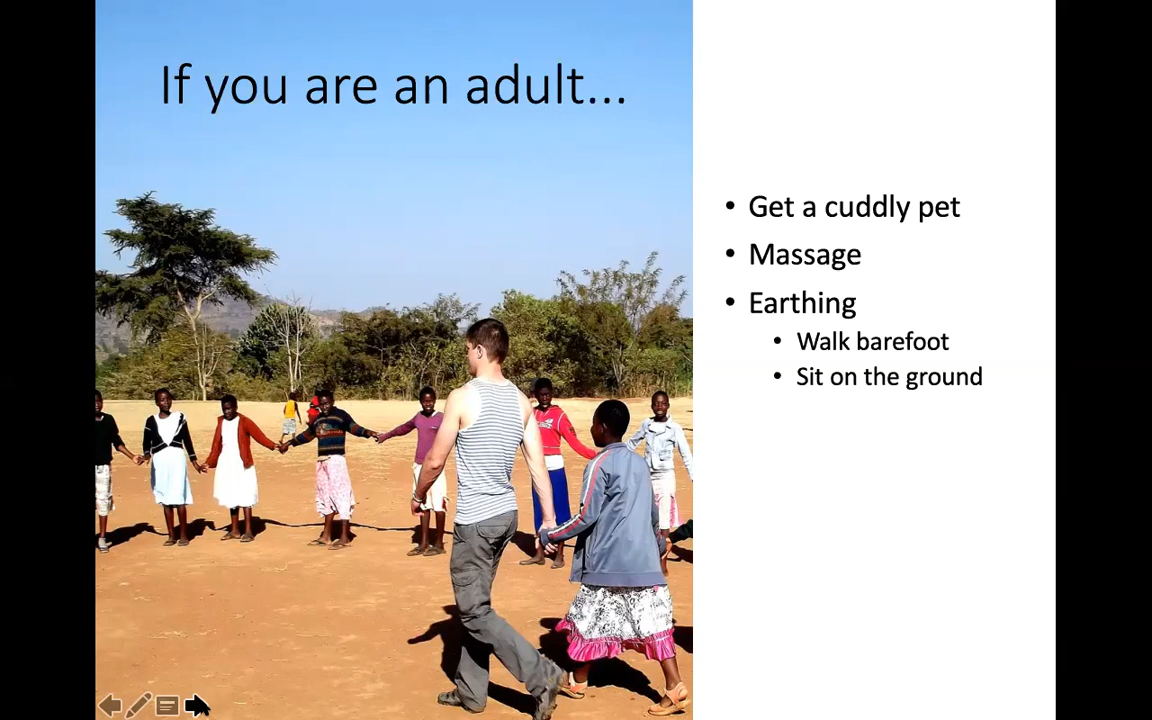 If you are an adult...
• Get a cuddly pet
• Massage
• Earthing
• Walk barefoot
• Sit on the ground